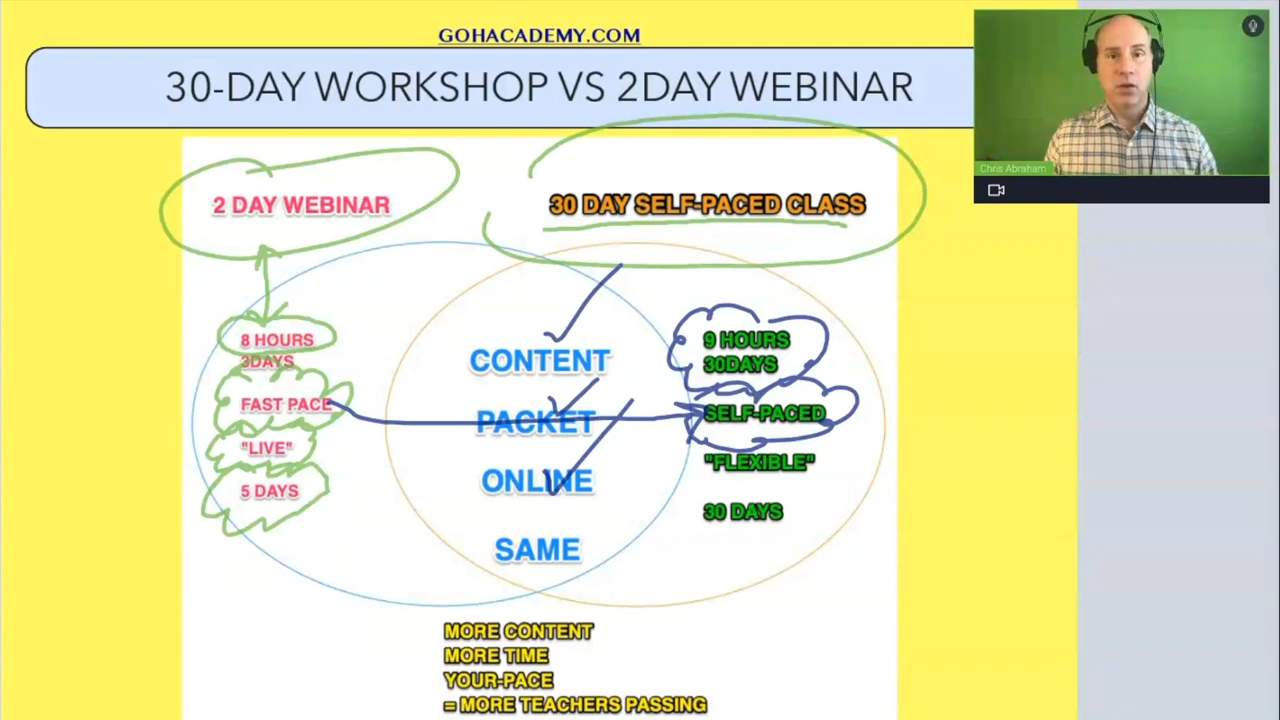 GOHACADEMY.COM
30-DAY WORKSHOP VS 2DAY WEBINAR
Chris Abraham
2 DAY WEBINAR
30 DAY SELF-PACED CLASS
8 HOURS
3DAYS
FAST PACE
"LIVE"
5 DAYS
CONTENT
PACKET
ONLINE
SAME
9 HOURS
30DAYS
SELF-PACED
"FLEXIBLE"
30 DAYS
MORE CONTENT
MORE TIME
YOUR-PACE
= MORE TEACHERS PASSING